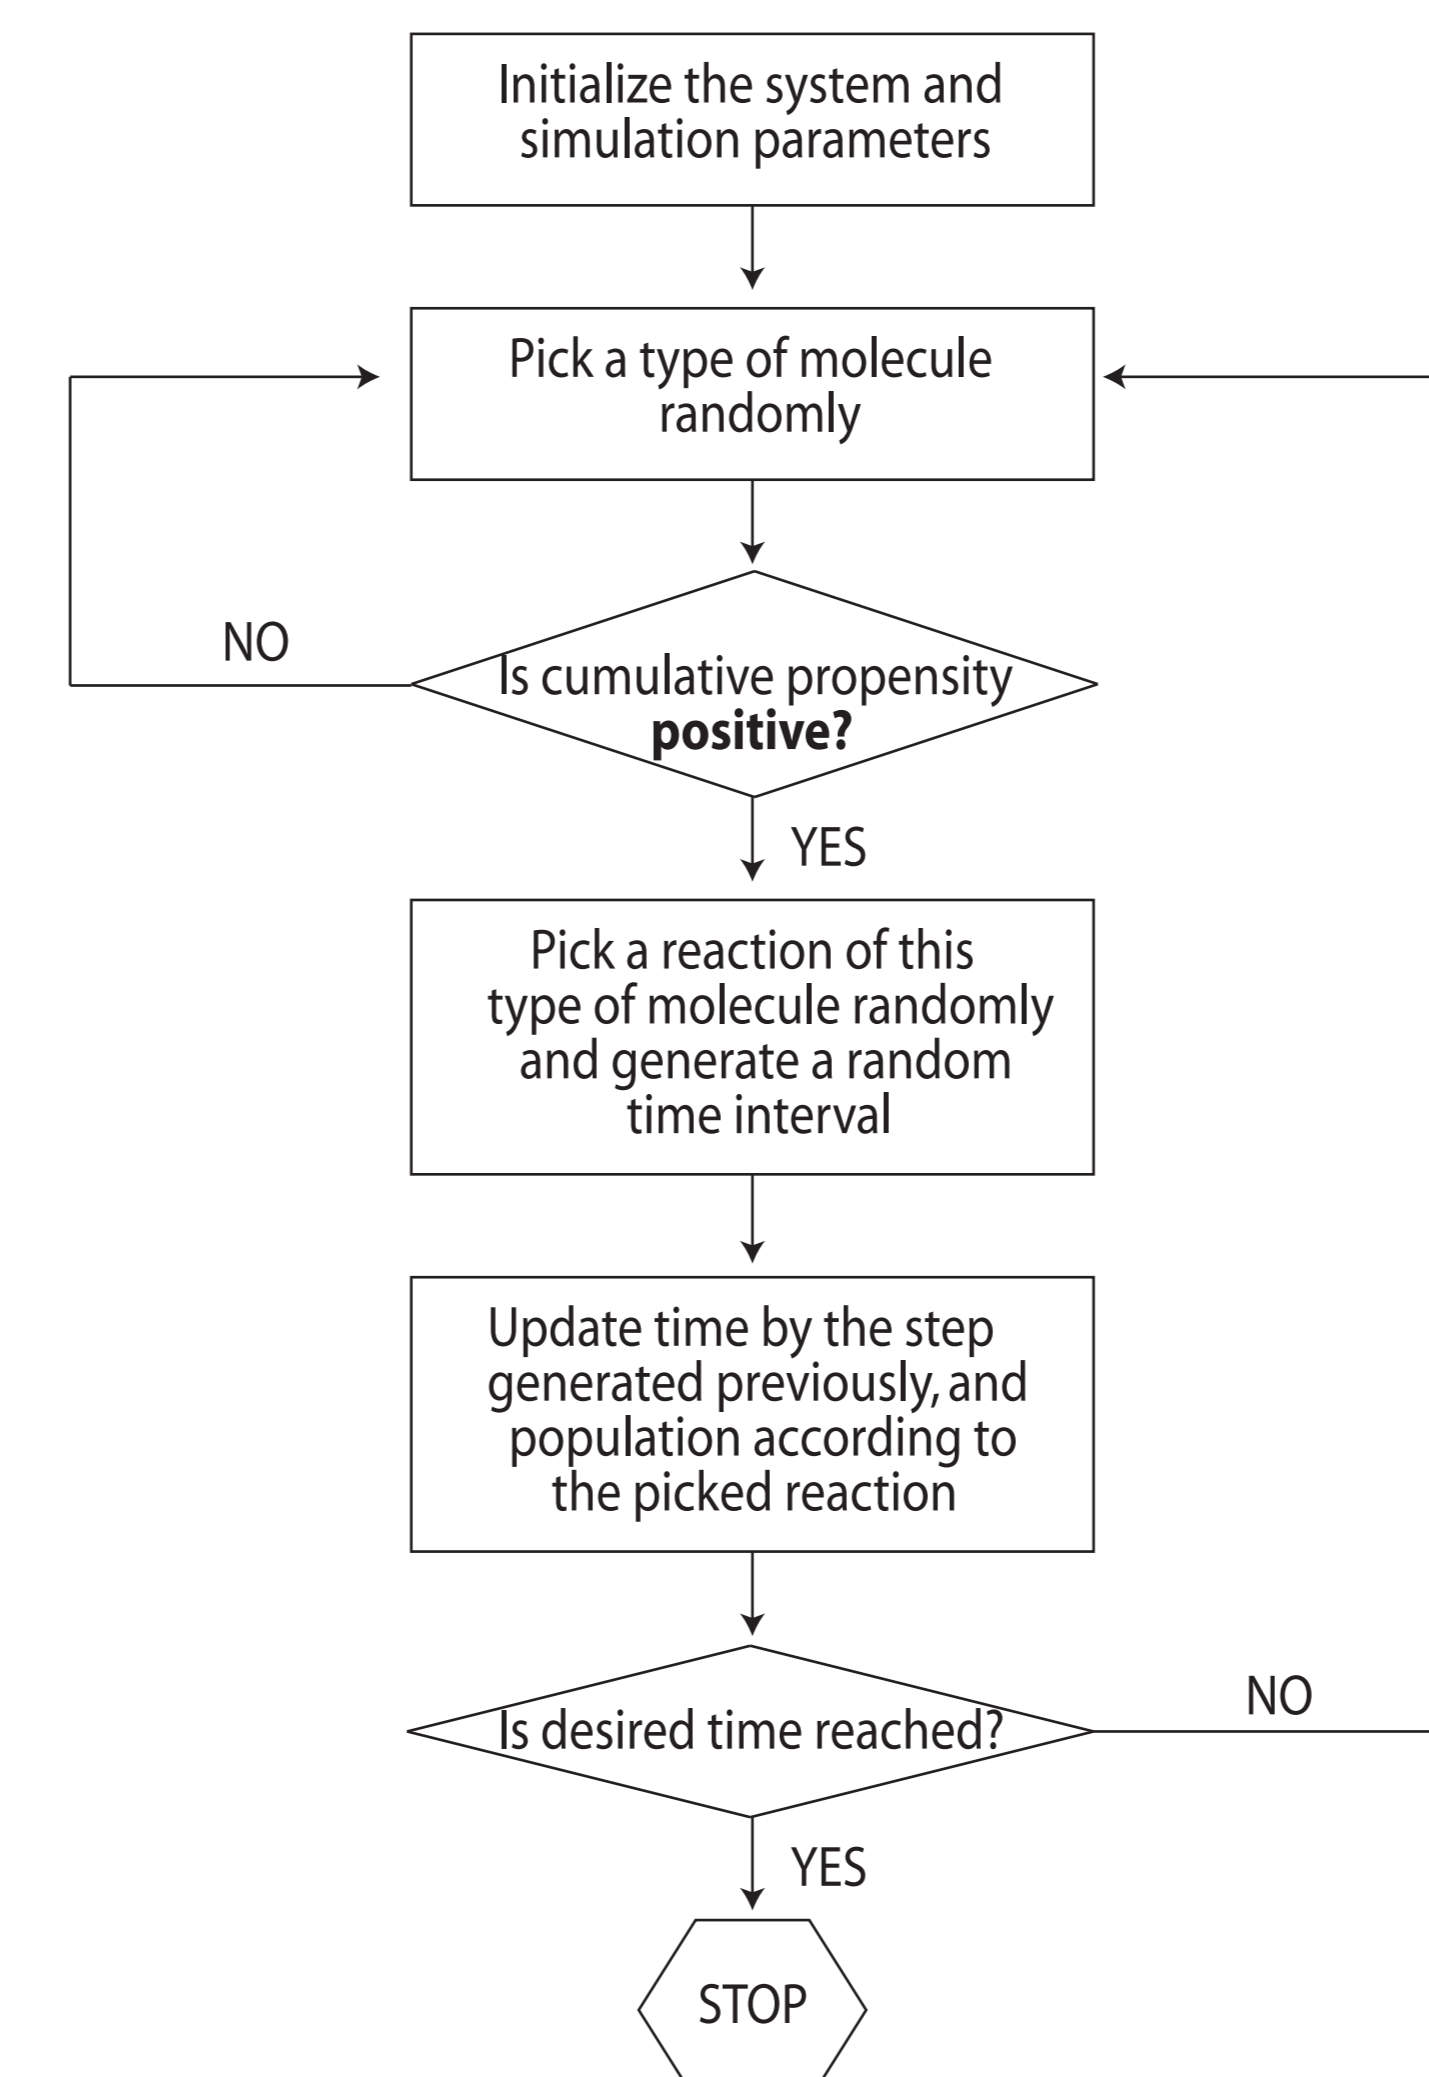 Initialize the system and
simulation parameters
Pick a type of molecule
randomly
NO
Is cumulative propensity
positive?
YES
Pick a reaction of this
type of molecule randomly
and generate a random
time interval
Update time by the step
generated previously, and
population according to
the picked reaction
Is desired time reached?
NO
YES
STOP